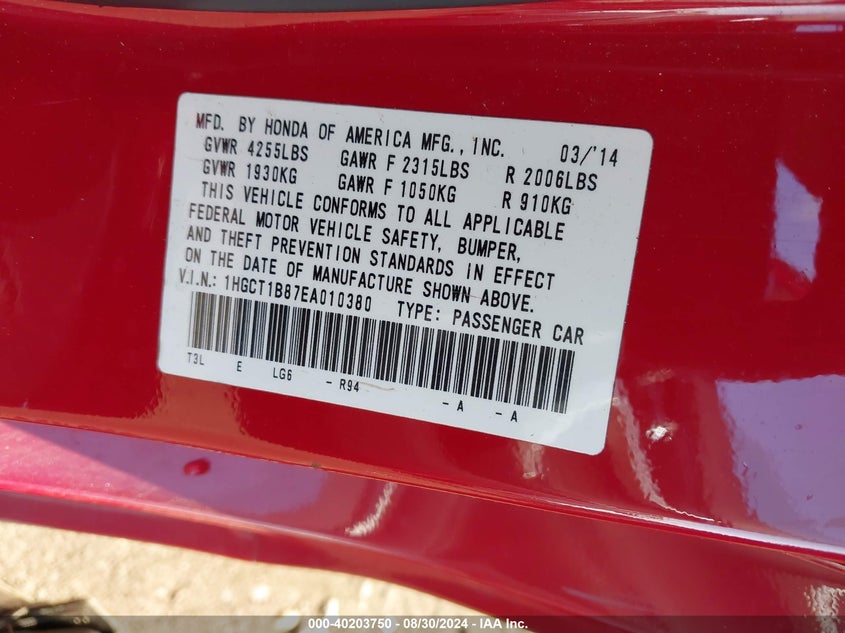 MFD. BY HONDA OF AMERICA MFG., INC. 03/'14
GVWR 4255LBS GAWR F 2315LBS R 2006LBS
GVWR 1930KG GAWR F 1050KG R 910KG
THIS VEHICLE CONFORMS TO ALL APPLICABLE
FEDERAL MOTOR VEHICLE SAFETY, BUMPER,
AND THEFT PREVENTION STANDARDS IN EFFECT
ON THE DATE OF MANUFACTURE SHOWN ABOVE.
V.I.N.: 1HGCT1B87EA010380 TYPE: PASSENGER CAR
T3L E LG6 - R94 - A - A
000-40203750 - 08/30/2024 - IAA Inc.